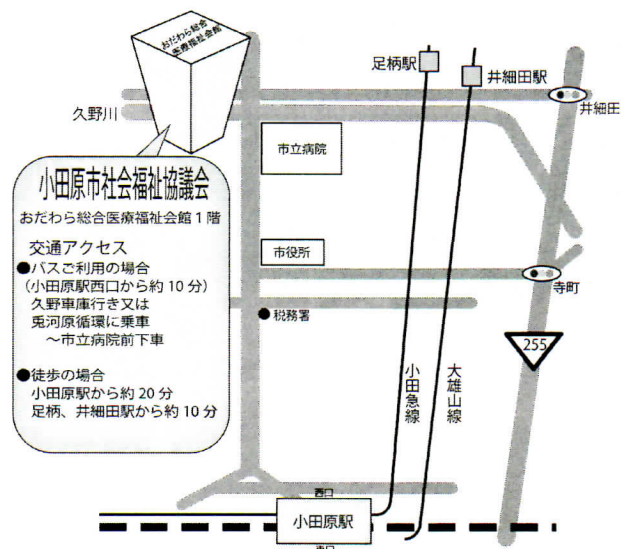 おだわら総合
医療福祉会館
足柄駅
井細田駅
井細田
久野川
市立病院
小田原市社会福祉協議会
おだわら総合医療福祉会館1階
交通アクセス
●バスご利用の場合
(小田原駅西口から約10分)
久野車庫行き又は
兎河原循環に乗車
～市立病院前下車
●徒歩の場合
小田原駅から約20分
足柄、井細田駅から約10分
市役所
寺町
税務署
255
小田急線
大雄山線
西口
小田原駅